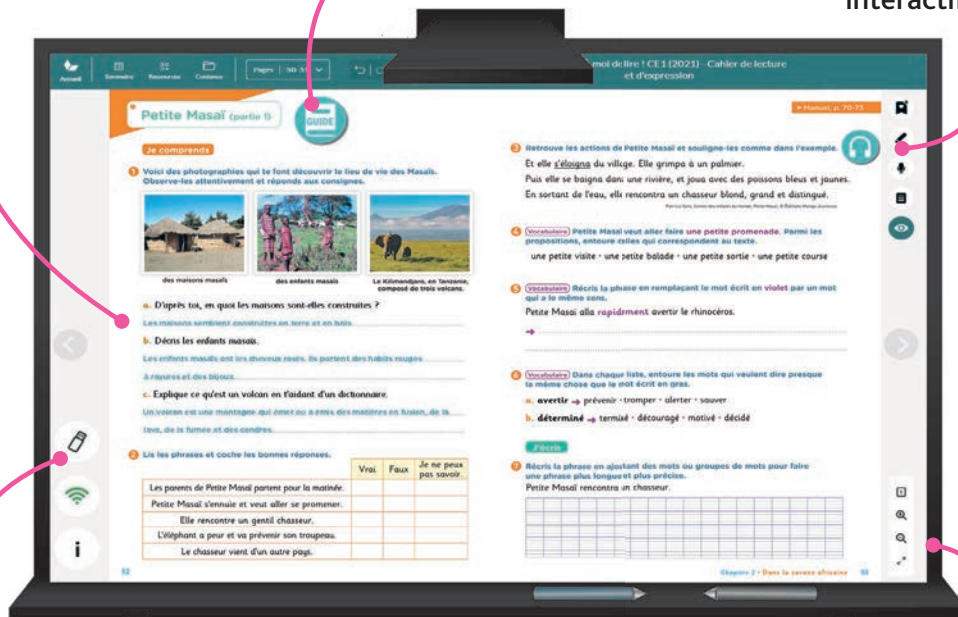 interactif
Accueil
Sommaire
Ressources
Contenus
Pages | 50-5
moi de lire ! CE1 (2021) - Cahier de lecture
et d'expression
Petite Masaï (partie 1)
GUIDE
Je comprends
1 Voici des photographies qui te font découvrir le lieu de vie des Masaïs.
Observe-les attentivement et réponds aux consignes.
des maisons masaïs
des enfants masaïs
Le Kilimandjaro, en Tanzanie,
composé de trois volcans.
a. D'après toi, en quoi les maisons sont-elles construites ?
Les maisons semblent construites en terre et en bois.
b. Décris les enfants masaïs.
Les enfants masaïs ont les cheveux rasés. Ils portent des habits rouges
à rayures et des bijoux.
c. Explique ce qu'est un volcan en t'aidant d'un dictionnaire.
Un volcan est une montagne qui émet ou a émis des matières en fusion, de la
lave, de la fumée et des cendres.
2 Lis les phrases et coche les bonnes réponses.
Vrai Faux Je ne peux
pas savoir.
Les parents de Petite Masaï partent pour la matinée.
Petite Masaï s'ennuie et veut aller se promener.
Elle rencontre un gentil chasseur.
L'éléphant a peur et va prévenir son troupeau.
Le chasseur vient d'un autre pays.
52
Manuel, p. 70-73
3 Retrouve les actions de Petite Masaï et souligne-les comme dans l'exemple.
Et elle s'éloigna du village. Elle grimpa à un palmier.
Puis elle se baigna dans une rivière, et joua avec des poissons bleus et jaunes.
En sortant de l'eau, elle rencontra un chasseur blond, grand et distingué.
4 Vocabulaire Petite Masaï veut aller faire une petite promenade. Parmi les
propositions, entoure celles qui correspondent au texte.
une petite visite • une petite balade • une petite sortie • une petite course
5 Vocabulaire Récris la phrase en remplaçant le mot écrit en violet par un mot
qui a le même sens.
Petite Masaï alla rapidement avertir le rhinocéros.
→
6 Vocabulaire Dans chaque liste, entoure les mots qui veulent dire presque
la même chose que le mot écrit en gras.
a. avertir → prévenir • tromper • alerter • sauver
b. déterminé → terminé • découragé • motivé • décidé
J'écris
7 Récris la phrase en ajoutant des mots ou groupes de mots pour faire
une phrase plus longue et plus précise.
Petite Masaï rencontra un chasseur.
Chapitre 2 • Dans la savane africaine 53
i